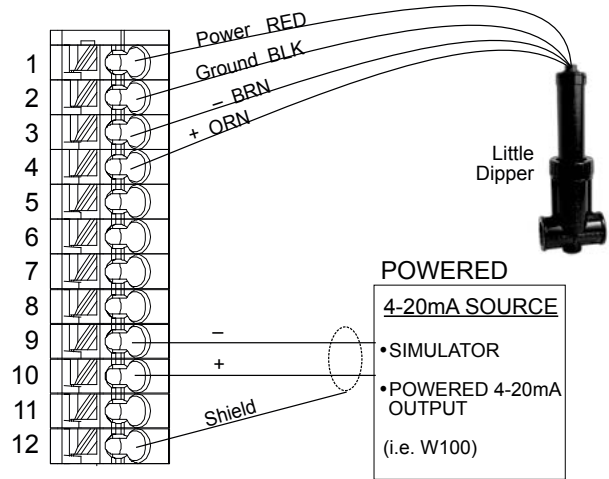 1
2
3
4
5
6
7
8
9
10
11
12
Power RED
Ground BLK
– BRN
+ ORN
Little
Dipper
–
+
Shield
POWERED
4-20mA SOURCE
•SIMULATOR
•POWERED 4-20mA
OUTPUT
(i.e. W100)